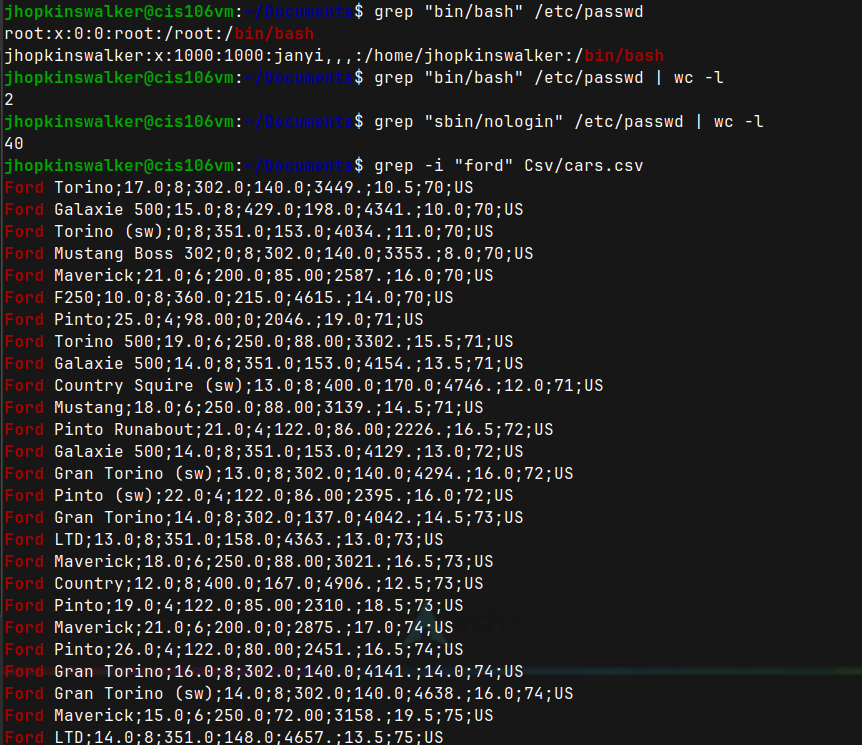 jhopkinswalker@cis106vm:~/Documents$ grep "bin/bash" /etc/passwd
root:x:0:0:root:/root:/bin/bash
jhopkinswalker:x:1000:1000:janyi,,,:/home/jhopkinswalker:/bin/bash
jhopkinswalker@cis106vm:~/Documents$ grep "bin/bash" /etc/passwd | wc -l
2
jhopkinswalker@cis106vm:~/Documents$ grep "sbin/nologin" /etc/passwd | wc -l
40
jhopkinswalker@cis106vm:~/Documents$ grep -i "ford" Csv/cars.csv
Ford Torino;17.0;8;302.0;140.0;3449.;10.5;70;US
Ford Galaxie 500;15.0;8;429.0;198.0;4341.;10.0;70;US
Ford Torino (sw);0;8;351.0;153.0;4034.;11.0;70;US
Ford Mustang Boss 302;0;8;302.0;140.0;3353.;8.0;70;US
Ford Maverick;21.0;6;200.0;85.00;2587.;16.0;70;US
Ford F250;10.0;8;360.0;215.0;4615.;14.0;70;US
Ford Pinto;25.0;4;98.00;0;2046.;19.0;71;US
Ford Torino 500;19.0;6;250.0;88.00;3302.;15.5;71;US
Ford Galaxie 500;14.0;8;351.0;153.0;4154.;13.5;71;US
Ford Country Squire (sw);13.0;8;400.0;170.0;4746.;12.0;71;US
Ford Mustang;18.0;6;250.0;88.00;3139.;14.5;71;US
Ford Pinto Runabout;21.0;4;122.0;86.00;2226.;16.5;72;US
Ford Galaxie 500;14.0;8;351.0;153.0;4129.;13.0;72;US
Ford Gran Torino (sw);13.0;8;302.0;140.0;4294.;16.0;72;US
Ford Pinto (sw);22.0;4;122.0;86.00;2395.;16.0;72;US
Ford Gran Torino;14.0;8;302.0;137.0;4042.;14.5;73;US
Ford LTD;13.0;8;351.0;158.0;4363.;13.0;73;US
Ford Maverick;18.0;6;250.0;88.00;3021.;16.5;73;US
Ford Country;12.0;8;400.0;167.0;4906.;12.5;73;US
Ford Pinto;19.0;4;122.0;85.00;2310.;18.5;73;US
Ford Maverick;21.0;6;200.0;0;2875.;17.0;74;US
Ford Pinto;26.0;4;122.0;80.00;2451.;16.5;74;US
Ford Gran Torino;16.0;8;302.0;140.0;4141.;14.0;74;US
Ford Gran Torino (sw);14.0;8;302.0;140.0;4638.;16.0;74;US
Ford Maverick;15.0;6;250.0;72.00;3158.;19.5;75;US
Ford LTD;14.0;8;351.0;148.0;4657.;13.5;75;US